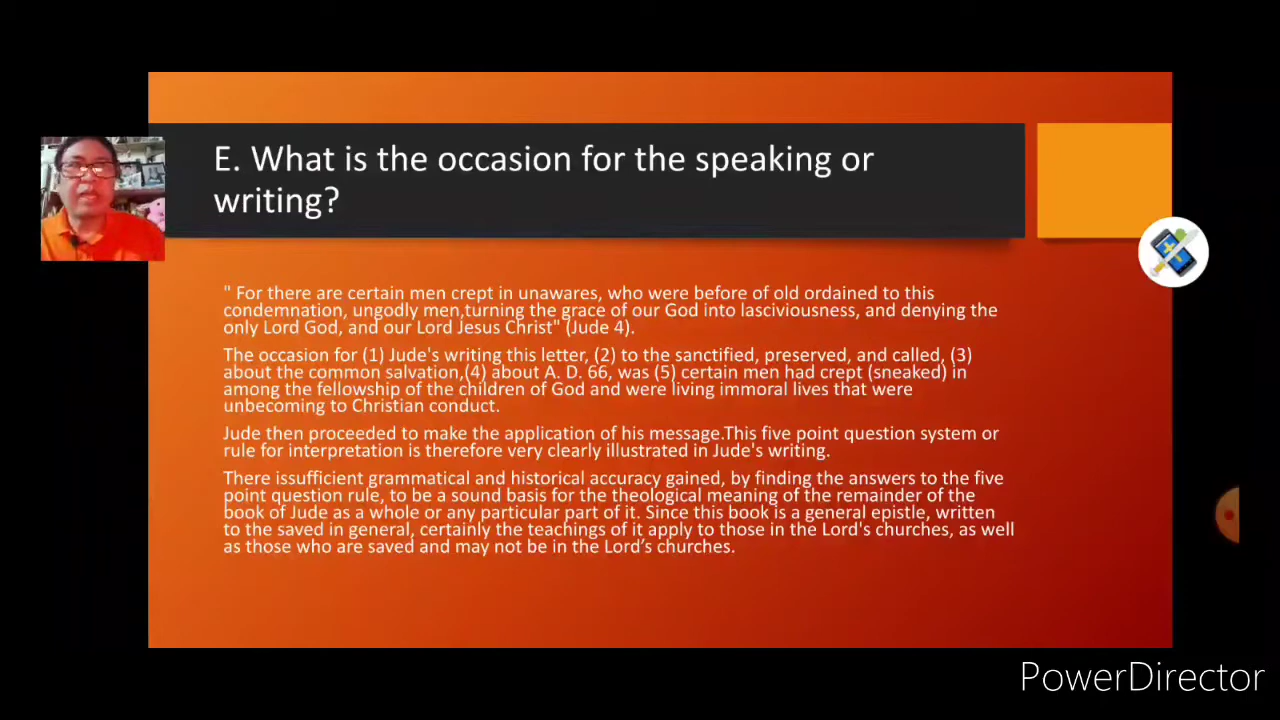 E. What is the occasion for the speaking or
writing?
" For there are certain men crept in unawares, who were before of old ordained to this
condemnation, ungodly men,turning the grace of our God into lasciviousness, and denying the
only Lord God, and our Lord Jesus Christ" (Jude 4).
The occasion for (1) Jude's writing this letter, (2) to the sanctified, preserved, and called, (3)
about the common salvation,(4) about A. D. 66, was (5) certain men had crept (sneaked) in
among the fellowship of the children of God and were living immoral lives that were
unbecoming to Christian conduct.
Jude then proceeded to make the application of his message.This five point question system or
rule for interpretation is therefore very clearly illustrated in Jude's writing.
There issufficient grammatical and historical accuracy gained, by finding the answers to the five
point question rule, to be a sound basis for the theological meaning of the remainder of the
book of Jude as a whole or any particular part of it. Since this book is a general epistle, written
to the saved in general, certainly the teachings of it apply to those in the Lord's churches, as well
as those who are saved and may not be in the Lord's churches.
PowerDirector